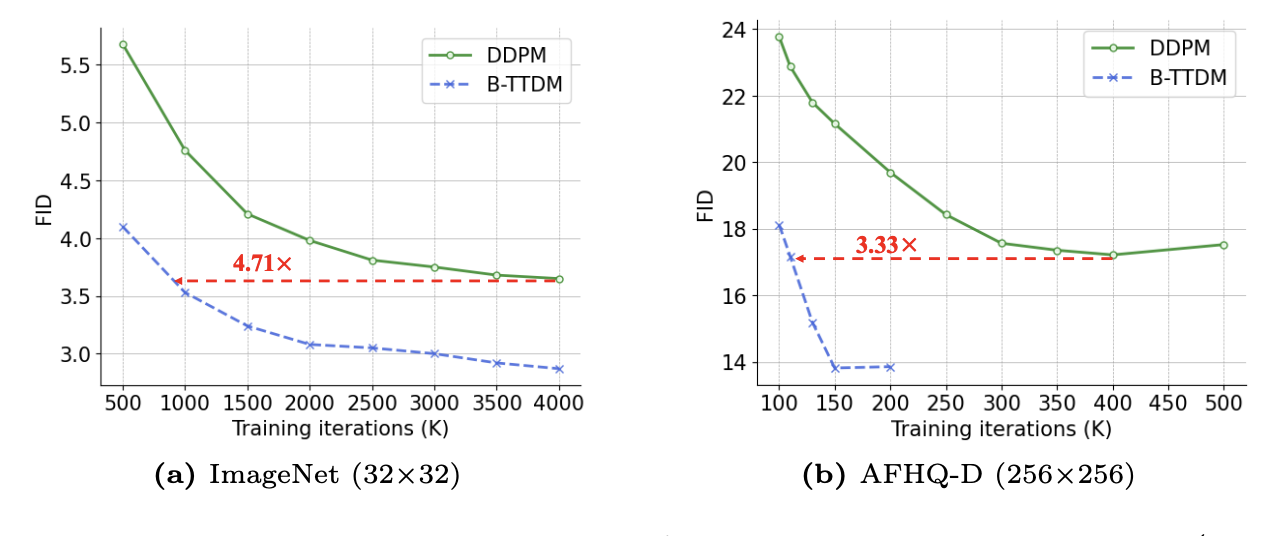 DDPM
B-TTDM
5.5
5.0
4.5
4.0
3.5
3.0
FID
4.71×
500 1000 1500 2000 2500 3000 3500 4000
Training iterations (K)
(a) ImageNet (32×32)
DDPM
B-TTDM
24
22
20
18
16
14
FID
3.33×
100 150 200 250 300 350 400 450 500
Training iterations (K)
(b) AFHQ-D (256×256)